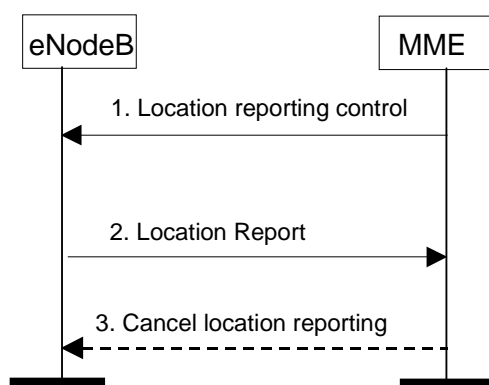 eNodeB
MME
1. Location reporting control
2. Location Report
3. Cancel location reporting